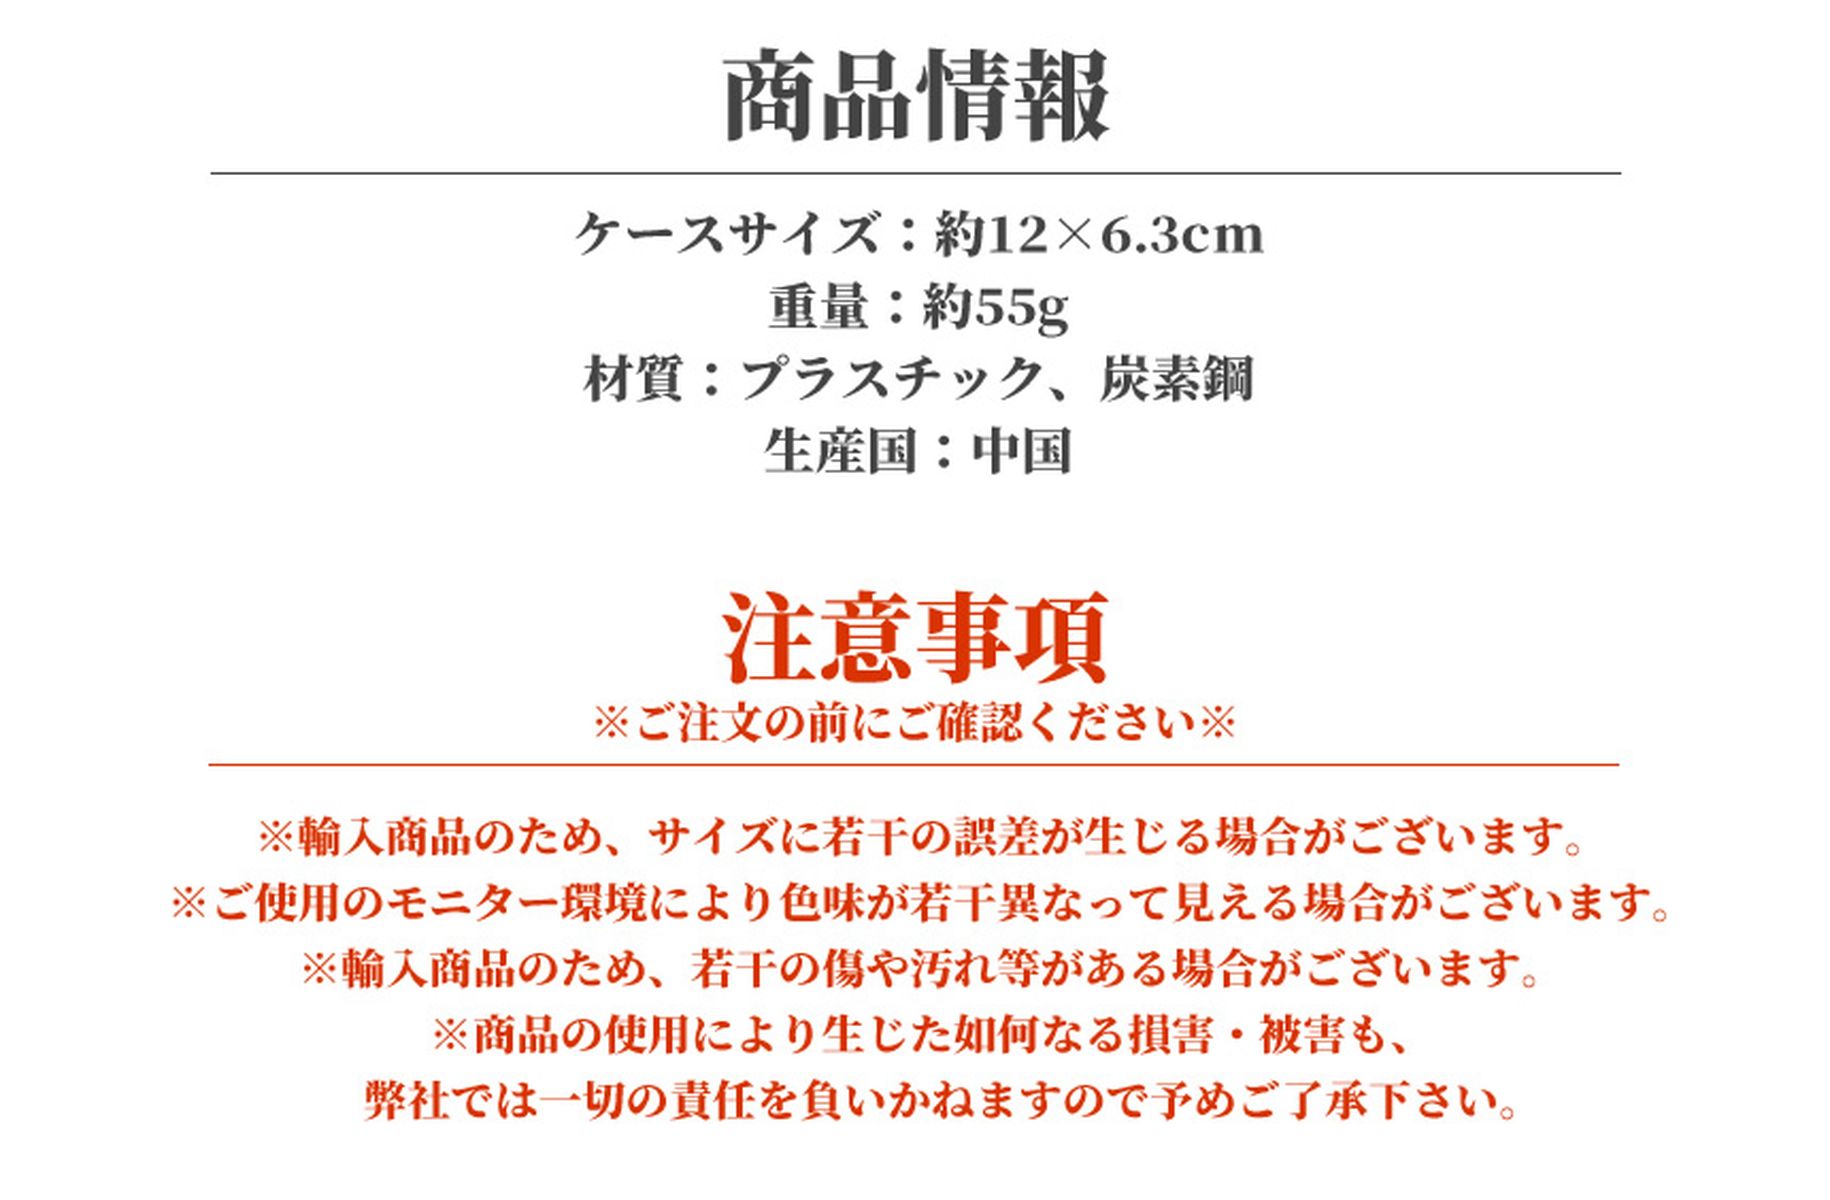 商品情報
ケースサイズ：約12×6.3cm
重量：約55g
材質：プラスチック、炭素鋼
生産国：中国
注意事項
※ご注文の前にご確認ください※
※輸入商品のため、サイズに若干の誤差が生じる場合がございます。
※ご使用のモニター環境により色味が若干異なって見える場合がございます。
※輸入商品のため、若干の傷や汚れ等がある場合がございます。
※商品の使用により生じた如何なる損害・被害も、
弊社では一切の責任を負いかねますので予めご了承下さい。